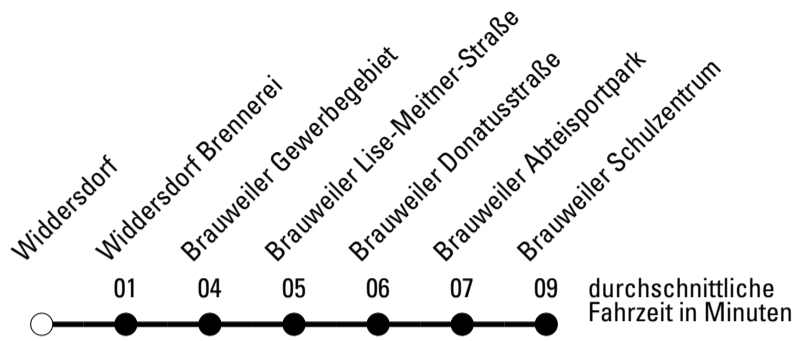 Widdersdorf
Widdersdorf Brennerei
Brauweiler Gewerbegebiet
Brauweiler Lise-Meitner-Straße
Brauweiler Donatusstraße
Brauweiler Abteisportpark
Brauweiler Schulzentrum
01 04 05 06 07 09
durchschnittliche
Fahrzeit in Minuten